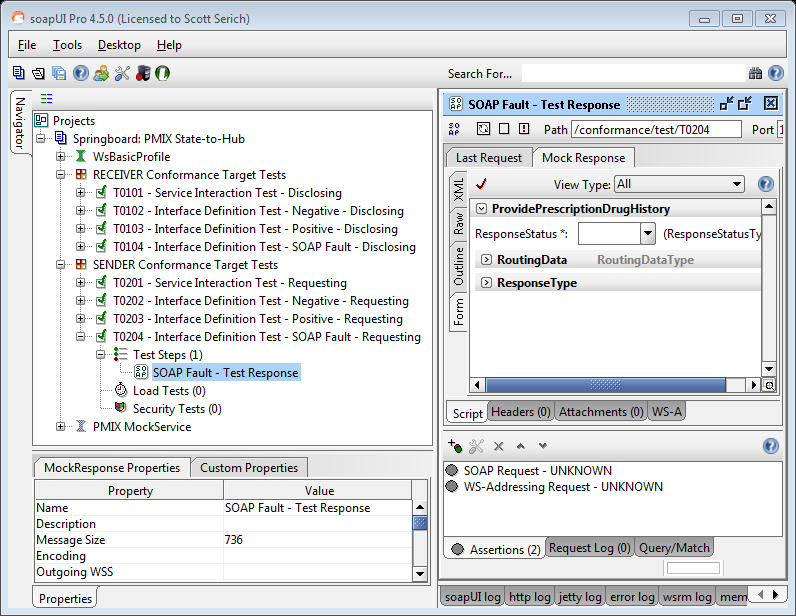 soapUI Pro 4.5.0 (Licensed to Scott Serich)
File Tools Desktop Help
Search For...
Navigator
Projects
Springboard: PMIX State-to-Hub
WsBasicProfile
RECEIVER Conformance Target Tests
T0101 - Service Interaction Test - Disclosing
T0102 - Interface Definition Test - Negative - Disclosing
T0103 - Interface Definition Test - Positive - Disclosing
T0104 - Interface Definition Test - SOAP Fault - Disclosing
SENDER Conformance Target Tests
T0201 - Service Interaction Test - Requesting
T0202 - Interface Definition Test - Negative - Requesting
T0203 - Interface Definition Test - Positive - Requesting
T0204 - Interface Definition Test - SOAP Fault - Requesting
Test Steps (1)
SOAP Fault - Test Response
Load Tests (0)
Security Tests (0)
PMIX MockService
MockResponse Properties Custom Properties
Property Value
Name SOAP Fault - Test Response
Description
Message Size 736
Encoding
Outgoing WSS
Properties
SOAP Fault - Test Response
Path /conformance/test/T0204 Port 1
Last Request Mock Response
XML
Raw
Outline
Form
View Type: All
ProvidePrescriptionDrugHistory
ResponseStatus *: (ResponseStatusTy
RoutingData RoutingDataType
ResponseType
Script Headers (0) Attachments (0) WS-A
SOAP Request - UNKNOWN
WS-Addressing Request - UNKNOWN
Assertions (2) Request Log (0) Query/Match
soapUI log http log jetty log error log wsrm log mem